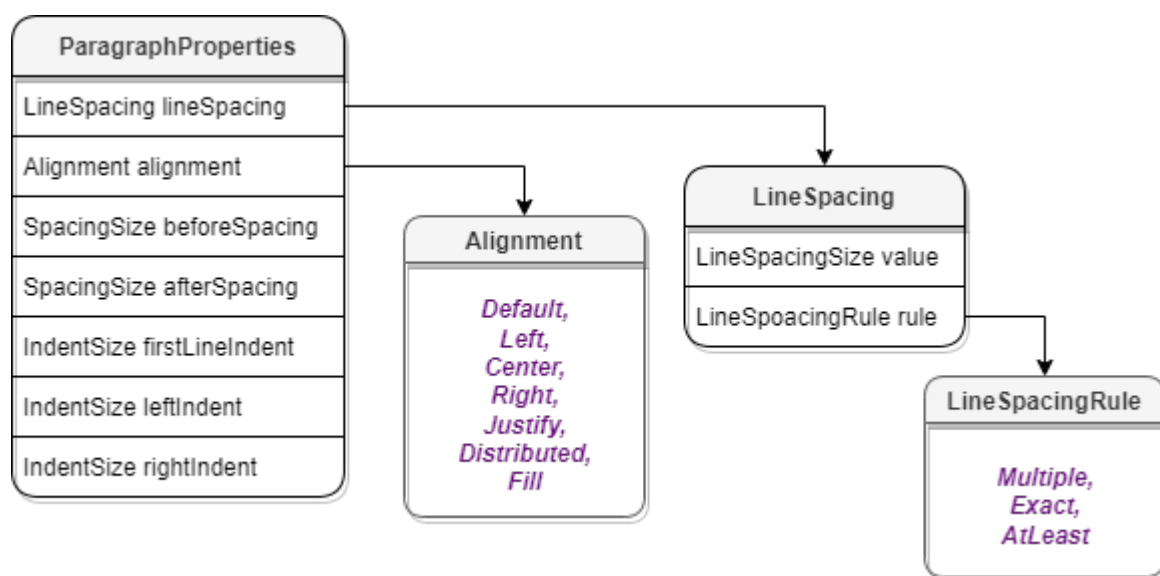 ParagraphProperties
LineSpacing lineSpacing
Alignment alignment
SpacingSize beforeSpacing
SpacingSize afterSpacing
IndentSize firstLineIndent
IndentSize leftIndent
IndentSize rightIndent
Alignment
Default,
Left,
Center,
Right,
Justify,
Distributed,
Fill
LineSpacing
LineSpacingSize value
LineSpoacingRule rule
LineSpacingRule
Multiple,
Exact,
AtLeast